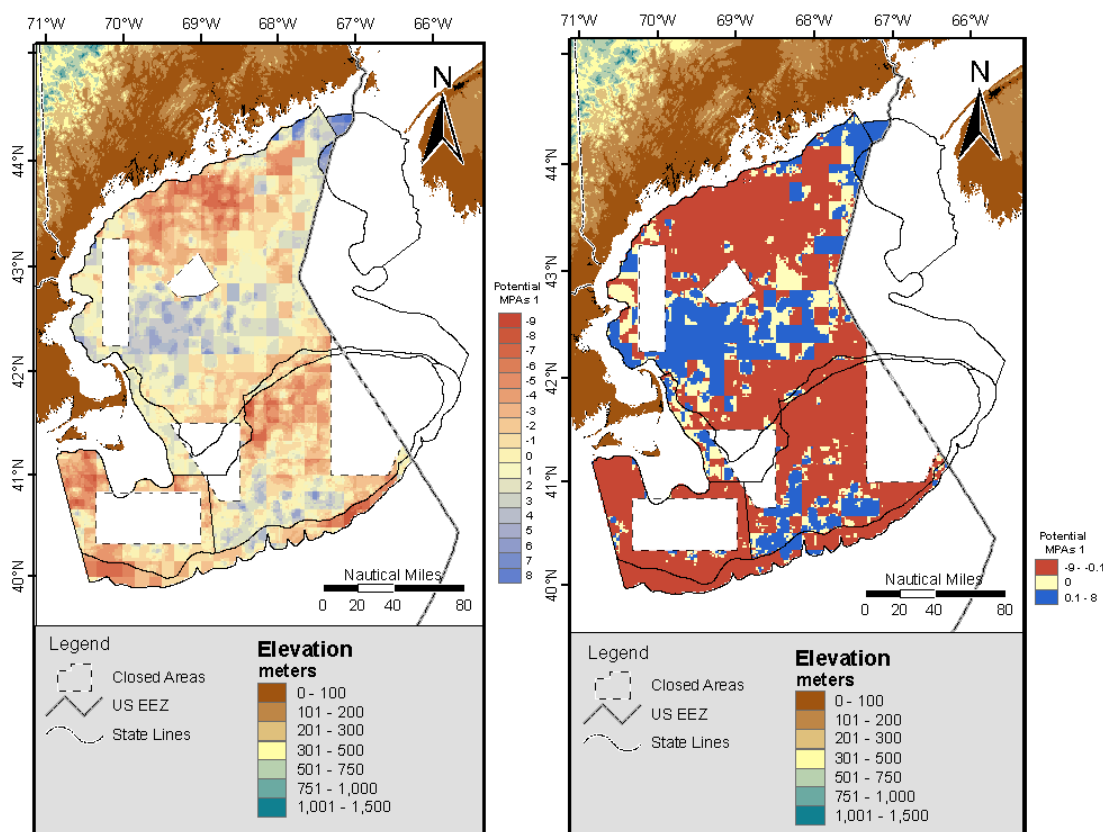 71°W 70°W 69°W 68°W 67°W 66°W
N
44°N
43°N
42°N
41°N
40°N
Nautical Miles
0 20 40 80
Potential
MPAs 1
-9
-8
-7
-6
-5
-4
-3
-2
-1
0
1
2
3
4
5
6
7
8
Legend
Closed Areas
US EEZ
State Lines
Elevation
meters
0 - 100
101 - 200
201 - 300
301 - 500
501 - 750
751 - 1,000
1,001 - 1,500
71°W 70°W 69°W 68°W 67°W 66°W
N
44°N
43°N
42°N
41°N
40°N
Nautical Miles
0 20 40 80
Potential
MPAs 1
-9 - -0.1
0
0.1 - 8
Legend
Closed Areas
US EEZ
State Lines
Elevation
meters
0 - 100
101 - 200
201 - 300
301 - 500
501 - 750
751 - 1,000
1,001 - 1,500